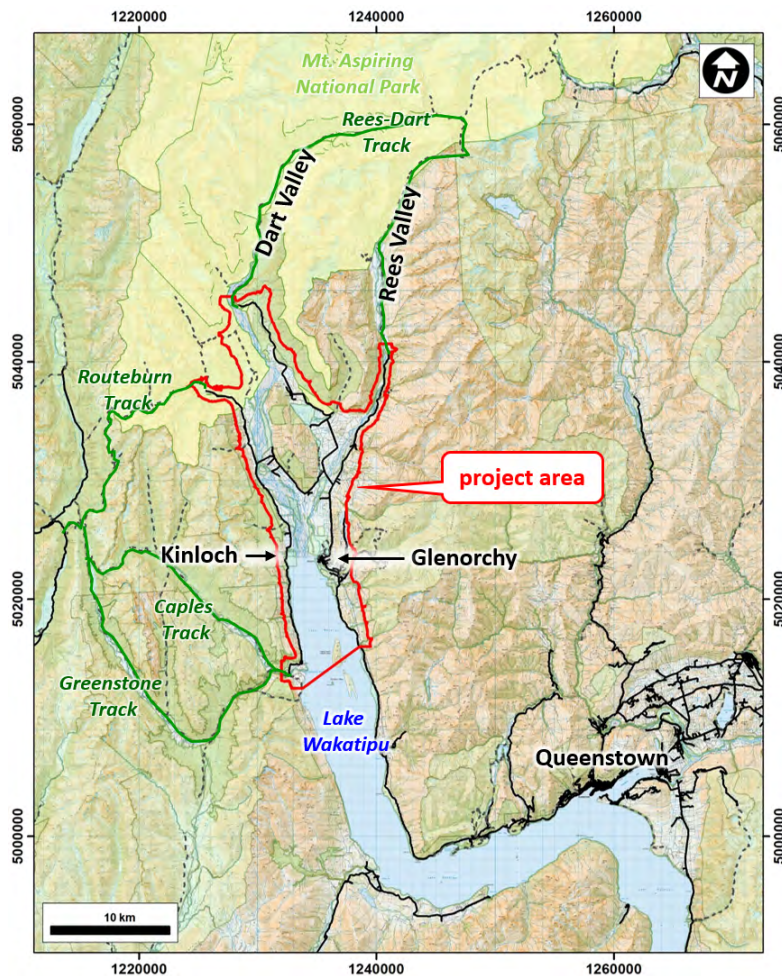 1220000
1240000
1260000
Mt. Aspiring
National Park
N
5060000
5060000
Rees-Dart
Track
Dart Valley
Rees Valley
5040000
5040000
Routeburn
Track
project area
Kinloch
Glenorchy
5020000
5020000
Caples
Track
Greenstone
Track
Lake
Wakatipu
Queenstown
5000000
5000000
10 km
1220000
1240000
1260000